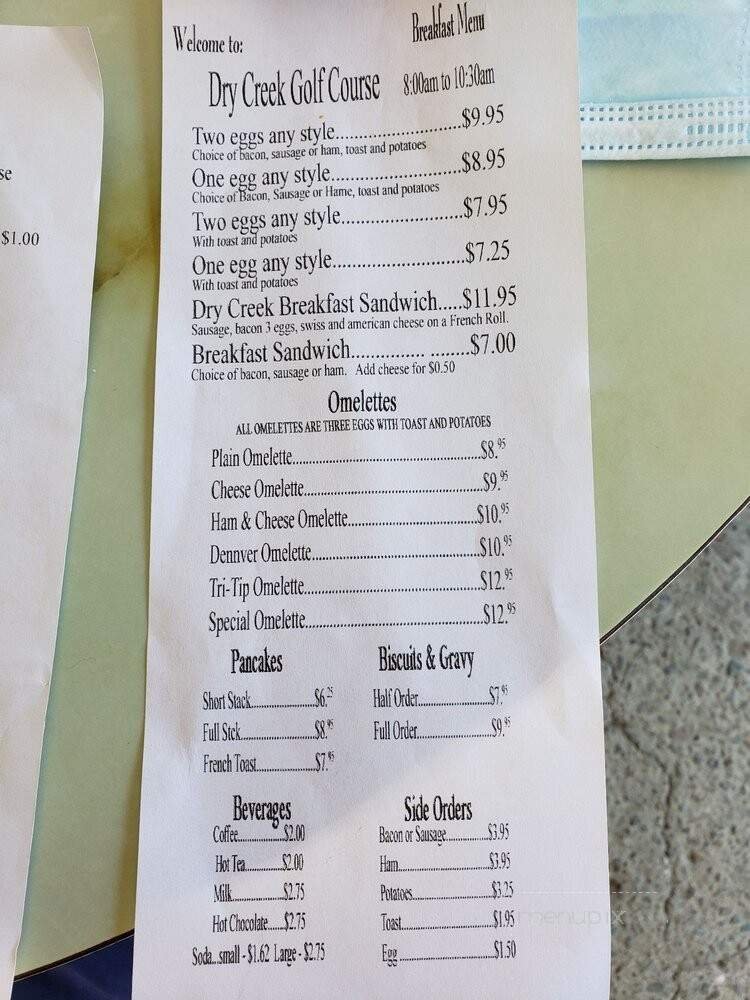 se
$1.00
Welcome to:
Breakfast Menu
Dry Creek Golf Course 8:00am to 10:30am
Two eggs any style..........................$9.95
Choice of bacon, sausage or ham, toast and potatoes
One egg any style...........................$8.95
Choice of Bacon, Sausage or Hame, toast and potatoes
Two eggs any style.........................$7.95
With toast and potatoes
One egg any style...........................$7.25
With toast and potatoes
Dry Creek Breakfast Sandwich.....$11.95
Sausage, bacon 3 eggs, swiss and american cheese on a French Roll.
Breakfast Sandwich............... ........$7.00
Choice of bacon, sausage or ham. Add cheese for $0.50
Omelettes
ALL OMELETTES ARE THREE EGGS WITH TOAST AND POTATOES
Plain Omelette...............................................................$8.95
Cheese Omelette............................................................$9.95
Ham & Cheese Omelette...........................................$10.95
Dennver Omelette........................................................$10.95
Tri-Tip Omelette...........................................................$12.95
Special Omelette...........................................................$12.95
Pancakes
Short Stack......................$6.25
Full Stck.........................$8.95
French Toast....................$7.95
Biscuits & Gravy
Half Order.........................$7.95
Full Order.........................$9.95
Beverages
Coffee...............$2.00
Hot Tea............$2.00
Milk.................$2.75
Hot Chocolate......$2.75
Soda...small - $1.62 Large - $2.75
Side Orders
Bacon or Sausage..............$3.95
Ham...................................$3.95
Potatoes..........................$3.25
Toast..............................$1.95
Egg ...............................$1.50
menupix